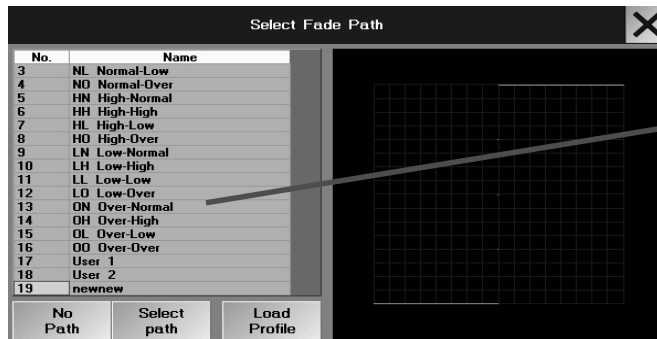 Select Fade Path
No. Name
3 NL Normal-Low
4 NO Normal-Over
5 HN High-Normal
6 HH High-High
7 HL High-Low
8 HO High-Over
9 LN Low-Normal
10 LH Low-High
11 LL Low-Low
12 LO Low-Over
13 ON Over-Normal
14 OH Over-High
15 OL Over-Low
16 OO Over-Over
17 User 1
18 User 2
19 newnew
No Path
Select path
Load Profile